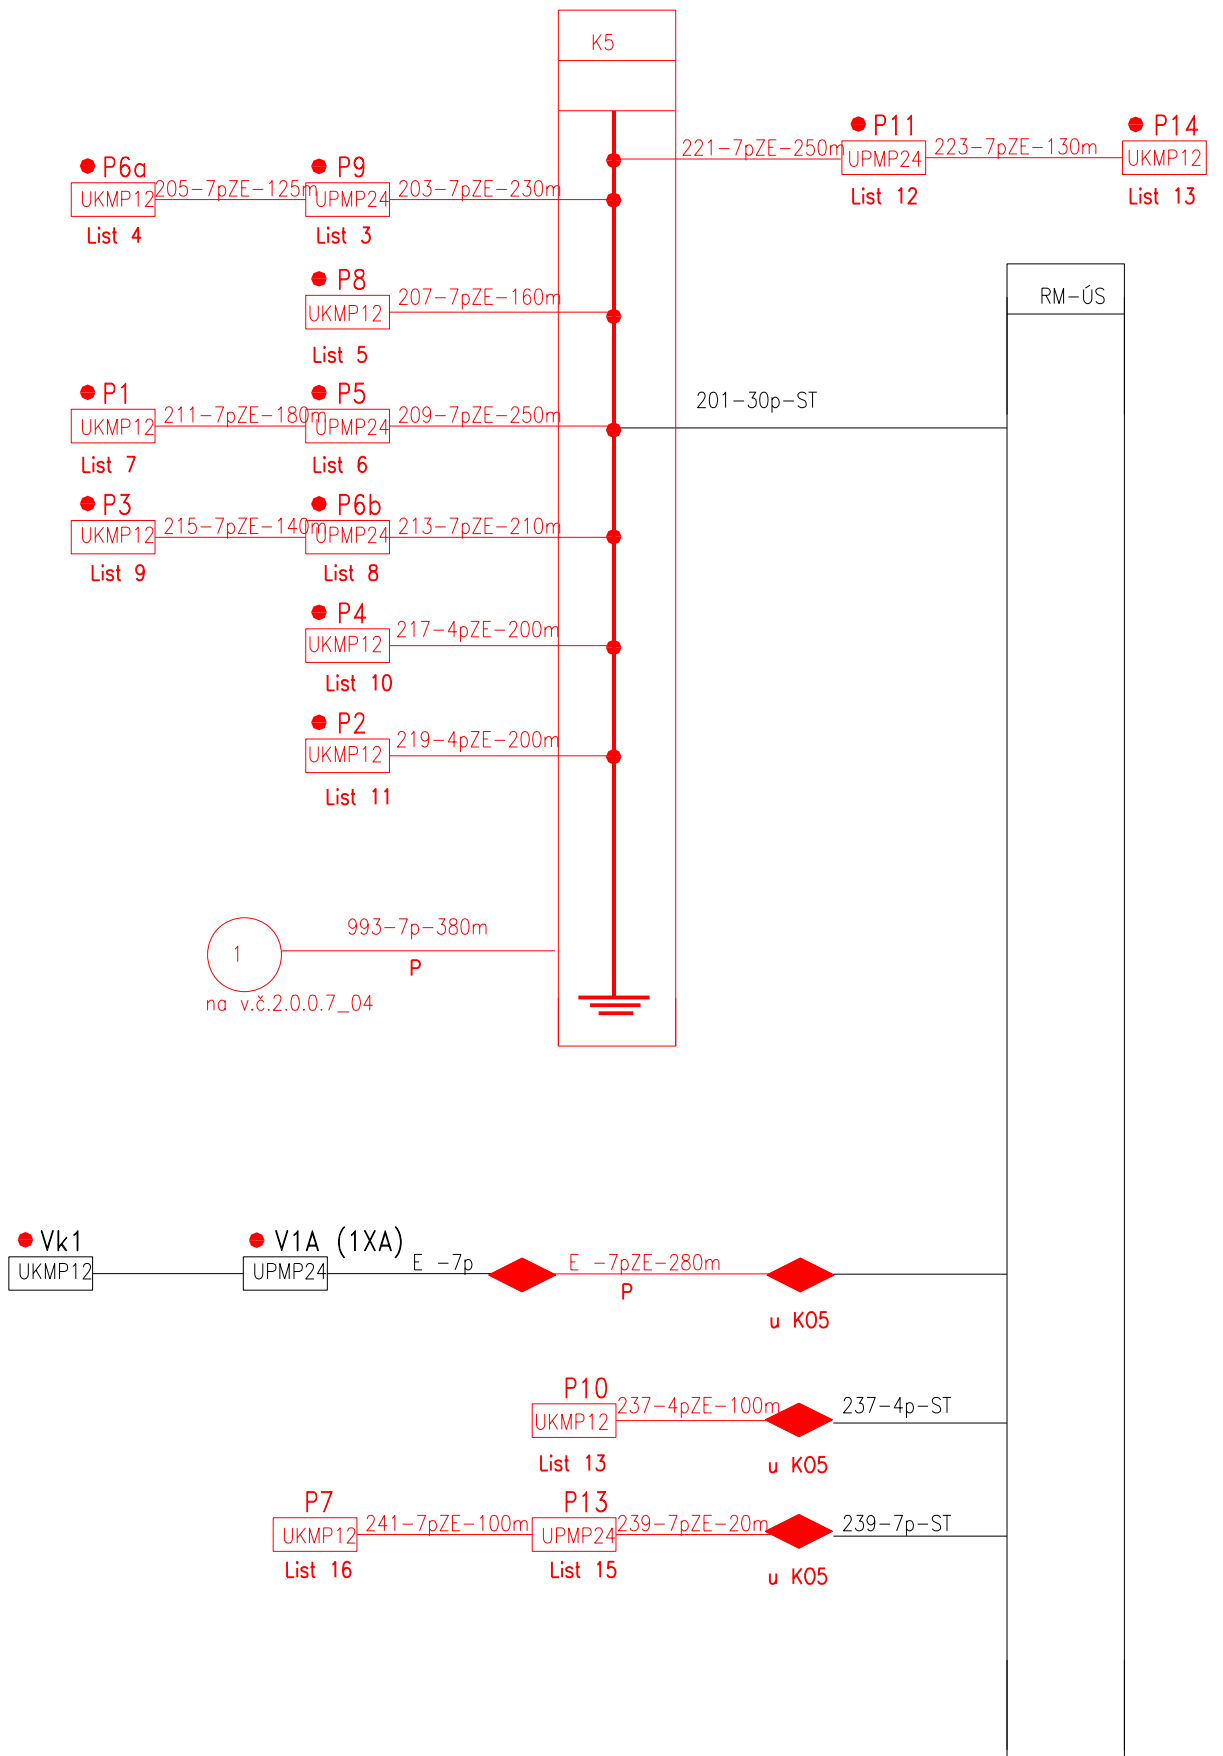 K5
P11
P14
221-7pZE-250m
UPMP24
223-7pZE-130m
UKMP12
List 12
List 13
P6a
P9
UKMP12
205-7pZE-125m
UPMP24
203-7pZE-230m
List 4
List 3
P8
UKMP12
207-7pZE-160m
List 5
RM-ÚS
P1
P5
UKMP12
211-7pZE-180m
UPMP24
209-7pZE-250m
201-30p-ST
List 7
List 6
P3
P6b
UKMP12
215-7pZE-140m
UPMP24
213-7pZE-210m
List 9
List 8
P4
UKMP12
217-4pZE-200m
List 10
P2
UKMP12
219-4pZE-200m
List 11
1
993-7p-380m
P
na v.č.2.0.0.7_04
Vk1
V1A (1XA)
UKMP12
UPMP24
E -7p
E -7pZE-280m
P
u KO5
P10
UKMP12
237-4pZE-100m
237-4p-ST
List 13
u KO5
P7
P13
UKMP12
241-7pZE-100m
UPMP24
239-7pZE-20m
239-7p-ST
List 16
List 15
u KO5